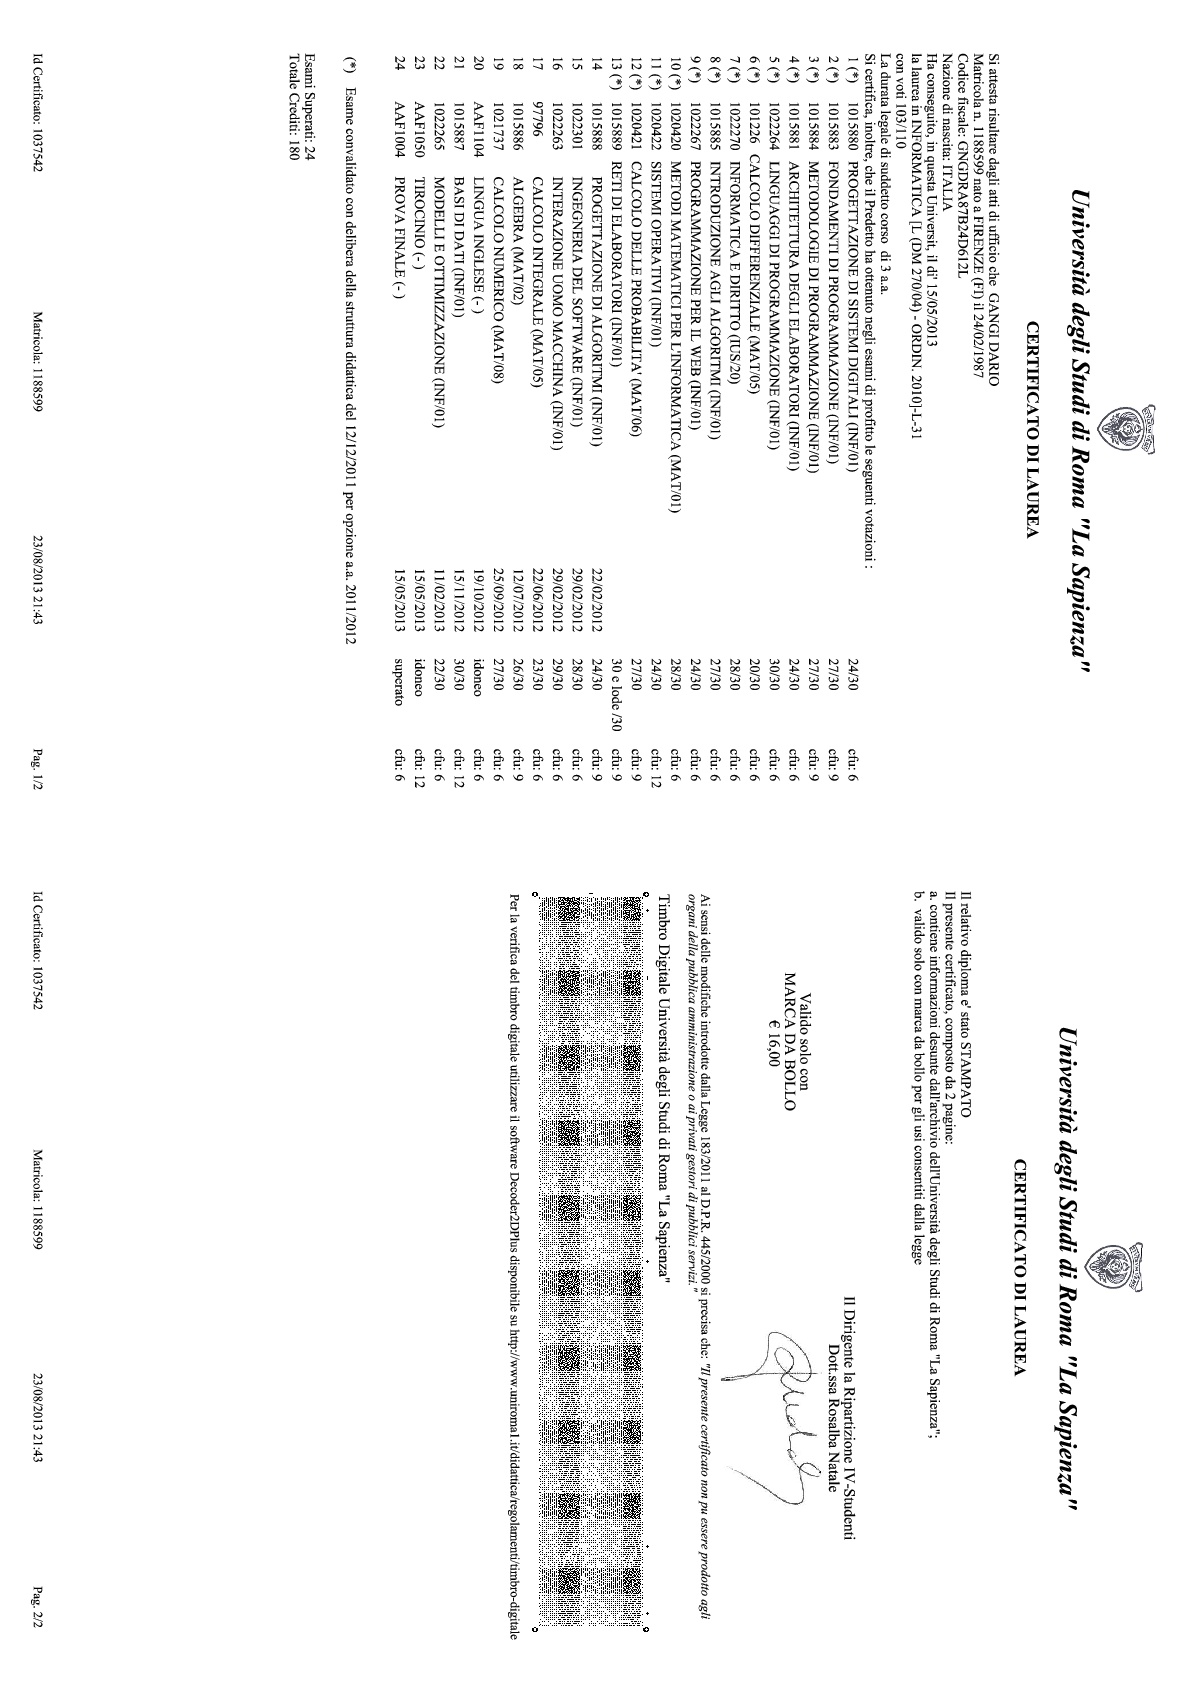 Università degli Studi di Roma "La Sapienza"
CERTIFICATO DI LAUREA
Si attesta risultare dagli atti di ufficio che GANGI DARIO
Matricola n. 1188599 nato a FIRENZE (FI) il 24/02/1987
Codice fiscale: GNGDRA87B24D612L
Nazione di nascita: ITALIA
Ha conseguito, in questa Universit, il di' 15/05/2013
la laurea in INFORMATICA [L (DM 270/04) - ORDIN. 2010]-L-31
con voti 103/110
La durata legale di suddetto corso di 3 a.a.
Si certifica, inoltre, che il Predetto ha ottenuto negli esami di profitto le seguenti votazioni :
1 (*) 1015880 PROGETTAZIONE DI SISTEMI DIGITALI (INF/01) 24/30 cfu: 6
2 (*) 1015883 FONDAMENTI DI PROGRAMMAZIONE (INF/01) 27/30 cfu: 9
3 (*) 1015884 METODOLOGIE DI PROGRAMMAZIONE (INF/01) 27/30 cfu: 9
4 (*) 1015881 ARCHITETTURA DEGLI ELABORATORI (INF/01) 24/30 cfu: 6
5 (*) 1022264 LINGUAGGI DI PROGRAMMAZIONE (INF/01) 30/30 cfu: 6
6 (*) 101226 CALCOLO DIFFERENZIALE (MAT/05) 20/30 cfu: 6
7 (*) 1022270 INFORMATICA E DIRITTO (IUS/20) 28/30 cfu: 6
8 (*) 1015885 INTRODUZIONE AGLI ALGORITMI (INF/01) 27/30 cfu: 9
9 (*) 1022267 PROGRAMMAZIONE PER IL WEB (INF/01) 24/30 cfu: 6
10 (*) 1020420 METODI MATEMATICI PER L'INFORMATICA (MAT/01) 28/30 cfu: 6
11 (*) 1020422 SISTEMI OPERATIVI (INF/01) 24/30 cfu: 12
12 (*) 1020421 CALCOLO DELLE PROBABILITA' (MAT/06) 27/30 cfu: 9
13 (*) 1015889 RETI DI ELABORATORI (INF/01) 30 e lode /30 cfu: 9
14 1015888 PROGETTAZIONE DI ALGORITMI (INF/01) 22/02/2012 24/30 cfu: 9
15 1022301 INGEGNERIA DEL SOFTWARE (INF/01) 29/02/2012 28/30 cfu: 6
16 1022263 INTERAZIONE UOMO MACCHINA (INF/01) 29/02/2012 29/30 cfu: 6
17 97796 CALCOLO INTEGRALE (MAT/05) 22/06/2012 23/30 cfu: 6
18 1015886 ALGEBRA (MAT/02) 12/07/2012 26/30 cfu: 9
19 1021737 CALCOLO NUMERICO (MAT/08) 25/09/2012 27/30 cfu: 6
20 AAF1104 LINGUA INGLESE (- ) 19/10/2012 idoneo cfu: 6
21 1015887 BASI DI DATI (INF/01) 15/11/2012 30/30 cfu: 12
22 1022265 MODELLI E OTTIMIZZAZIONE (INF/01) 11/02/2013 22/30 cfu: 6
23 AAF1050 TIROCINIO (- ) 15/05/2013 idoneo cfu: 12
24 AAF1004 PROVA FINALE (- ) 15/05/2013 superato cfu: 6
(*) Esame convalidato con delibera della struttura didattica del 12/12/2011 per opzione a.a. 2011/2012
Esami Superati: 24
Totale Crediti: 180
Id Certificato: 1037542 Matricola: 1188599 23/08/2013 21:43 Pag. 1/2
Università degli Studi di Roma "La Sapienza"
CERTIFICATO DI LAUREA
Il relativo diploma e' stato STAMPATO
Il presente certificato, composto da 2 pagine:
a. contiene informazioni desunte dall'archivio dell'Università degli Studi di Roma "La Sapienza";
b. valido solo con marca da bollo per gli usi consentiti dalla legge
Il Dirigente la Ripartizione IV-Studenti
Dott.ssa Rosalba Natale
Valido solo con
MARCA DA BOLLO
€ 16,00
Ai sensi delle modifiche introdotte dalla Legge 183/2011 al D.P.R. 445/2000 si precisa che: "Il presente certificato non pu essere prodotto agli
organi della pubblica amministrazione o ai privati gestori di pubblici servizi."
Timbro Digitale Università degli Studi di Roma "La Sapienza"
Per la verifica del timbro digitale utilizzare il software Decoder2DPlus disponibile su http://www.uniroma1.it/didattica/regolamenti/timbro-digitale
Id Certificato: 1037542 Matricola: 1188599 23/08/2013 21:43 Pag. 2/2